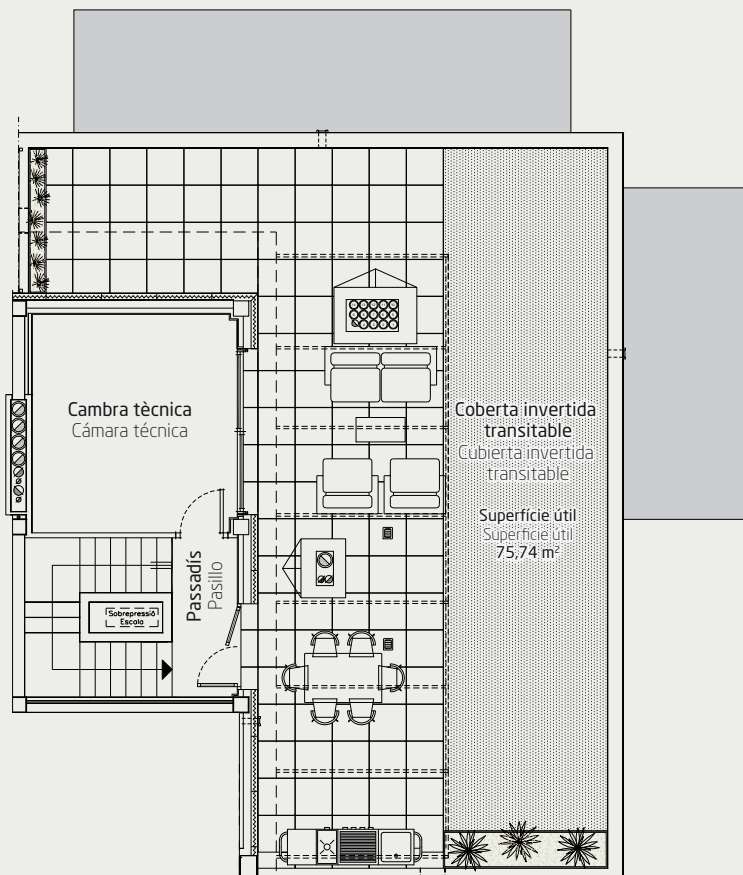 Cambra tècnica
Cámara técnica
Coberta invertida
transitable
Cubierta invertida
transitable
Superfície útil
Superficie útil
75,74 m²
Passadís
Pasillo
Sobrepressió
Escala